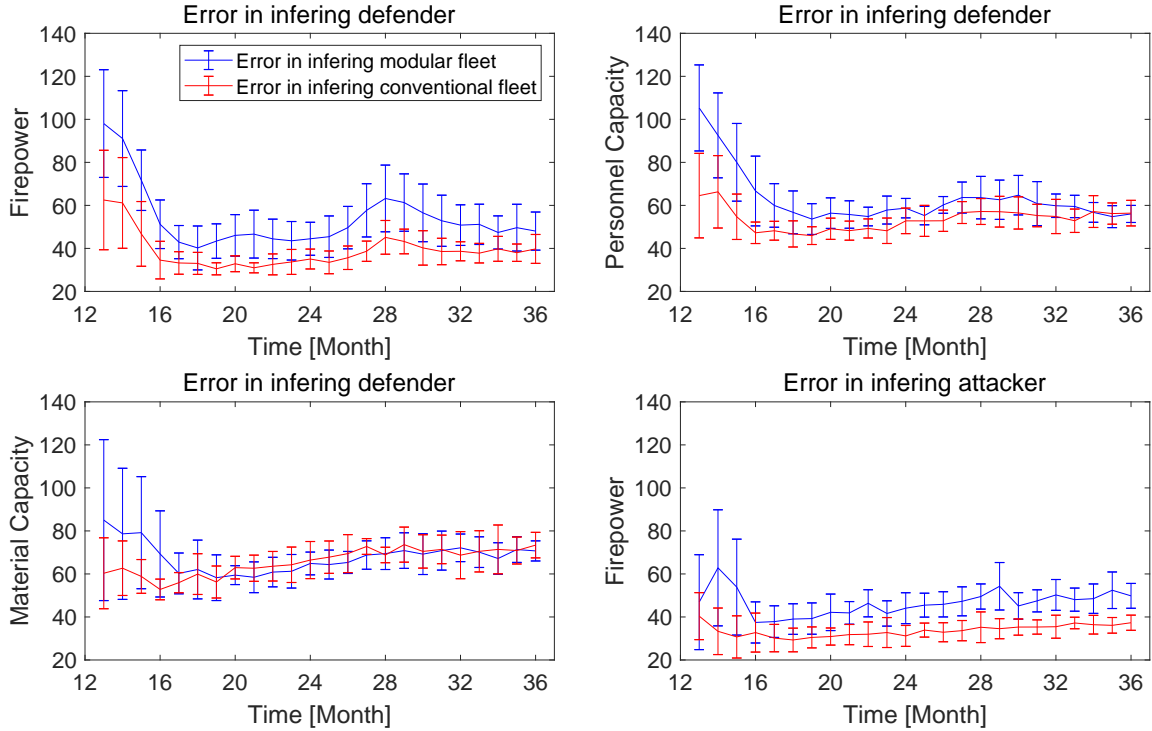 Error in infering defender
140
120
100
80
60
40
20
Firepower
Error in infering modular fleet
Error in infering conventional fleet
12 16 20 24 28 32 36
Time [Month]
Error in infering defender
140
120
100
80
60
40
20
Personnel Capacity
12 16 20 24 28 32 36
Time [Month]
Error in infering defender
140
120
100
80
60
40
20
Material Capacity
12 16 20 24 28 32 36
Time [Month]
Error in infering attacker
140
120
100
80
60
40
20
Firepower
12 16 20 24 28 32 36
Time [Month]